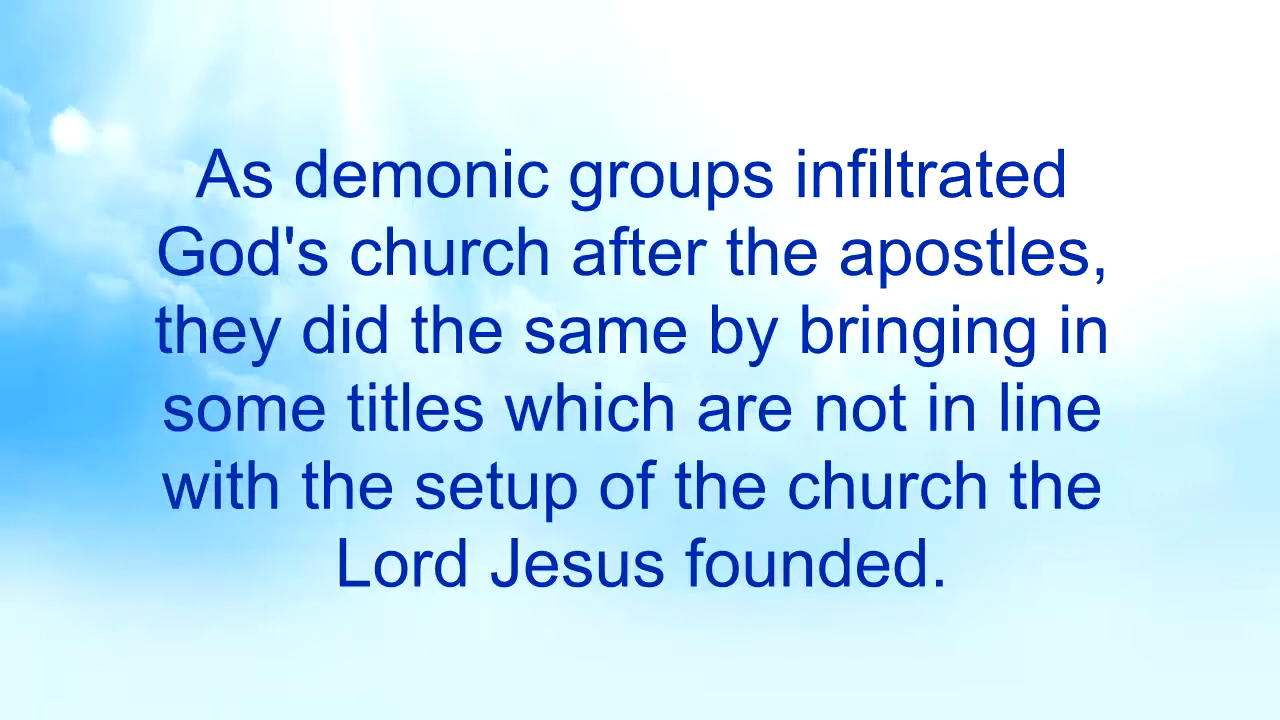 As demonic groups infiltrated
God's church after the apostles,
they did the same by bringing in
some titles which are not in line
with the setup of the church the
Lord Jesus founded.